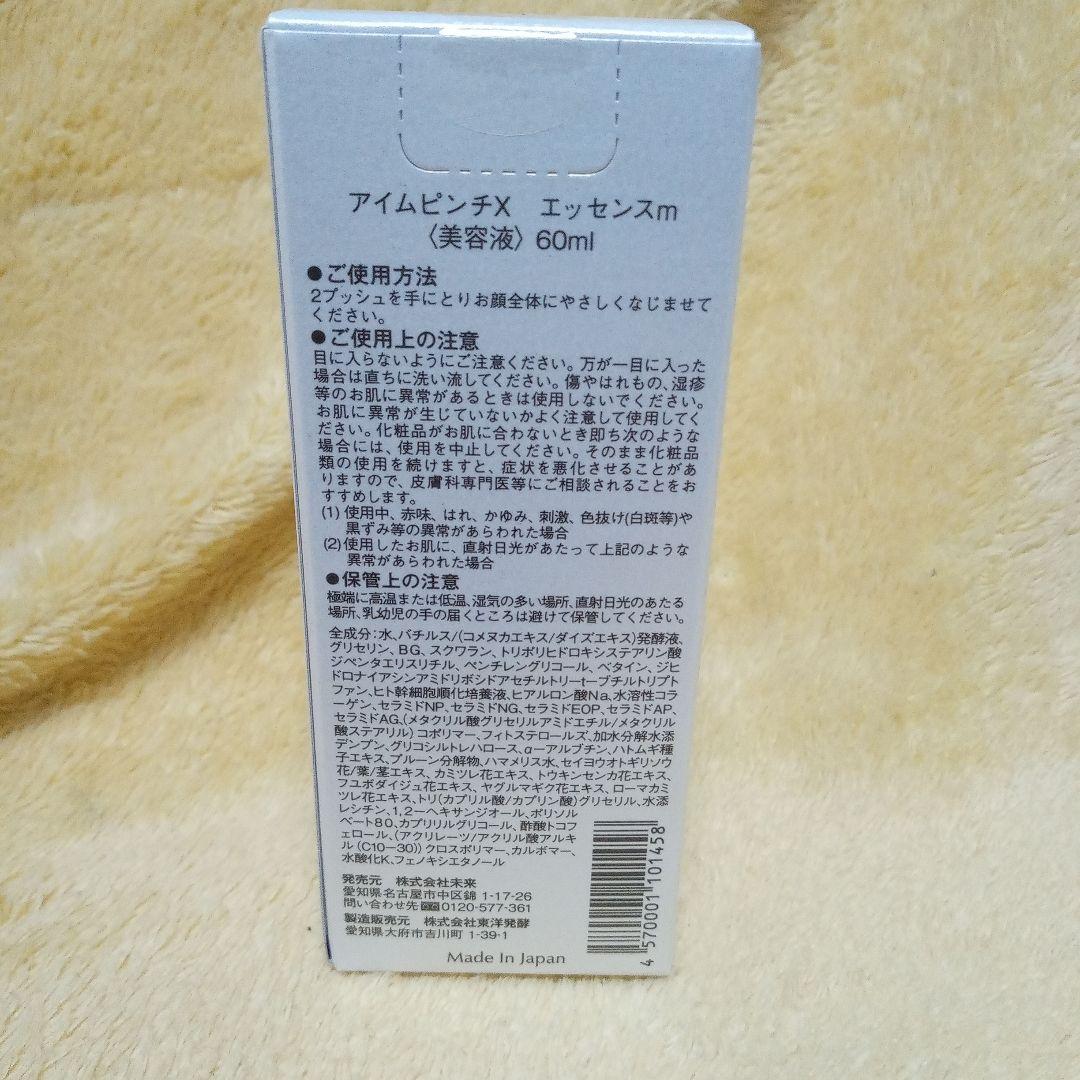 アイムピンチX　エッセンスm
〈美容液〉60ml
●ご使用方法
2プッシュを手にとりお顔全体にやさしくなじませて
ください。
●ご使用上の注意
目に入らないようにご注意ください。万が一目に入った
場合は直ちに洗い流してください。傷やはれもの、湿疹
等のお肌に異常があるときは使用しないでください。
お肌に異常が生じていないかよく注意して使用してく
ださい。化粧品がお肌に合わないとき即ち次のような
場合には、使用を中止してください。そのまま化粧品
類の使用を続けますと、症状を悪化させることがあ
りますので、皮膚科専門医等にご相談されることをお
すすめします。
(1) 使用中、赤味、はれ、かゆみ、刺激、色抜け(白斑等)や
黒ずみ等の異常があらわれた場合
(2)使用したお肌に、直射日光があたって上記のような
異常があらわれた場合
●保管上の注意
極端に高温または低温、湿気の多い場所、直射日光のあたる
場所、乳幼児の手の届くところは避けて保管してください。
全成分：水、バチルス/(コメヌカエキス/ダイズエキス)発酵液、
グリセリン、BG、スクワラン、トリポリヒドロキシステアリン酸
ジペンタエリスリチル、ペンチレングリコール、ベタイン、ジヒ
ドロナイアシンアミドリボシドアセチルトリーt−ブチルトリプト
ファン、ヒト幹細胞順化培養液、ヒアルロン酸Na、水溶性コラ
ーゲン、セラミドNP、セラミドNG、セラミドEOP、セラミドAP、
セラミドAG、(メタクリル酸グリセリルアミドエチル/メタクリル
酸ステアリル)コポリマー、フィトステロールズ、加水分解水添
デンプン、グリコシルトレハロース、α−アルブチン、ハトムギ種
子エキス、プルーン分解物、ハマメリス水、セイヨウオトギリソウ
花/葉/茎エキス、カミツレ花エキス、トウキンセンカ花エキス、
フユボダイジュ花エキス、ヤグルマギク花エキス、ローマカミ
ツレ花エキス、トリ(カプリル酸/カプリン酸)グリセリル、水添
レシチン、1,2−ヘキサンジオール、ポリソル
ベート80、カプリリルグリコール、酢酸トコフ
ェロール、(アクリレーツ/アクリル酸アルキ
ル(C10−30))クロスポリマー、カルボマー、
水酸化K、フェノキシエタノール
発売元　株式会社未来
愛知県名古屋市中区錦 1-17-26
問い合わせ先 0120-577-361
製造販売元　株式会社東洋発酵
愛知県大府市吉川町 1-39-1
Made In Japan
4 570001 101458